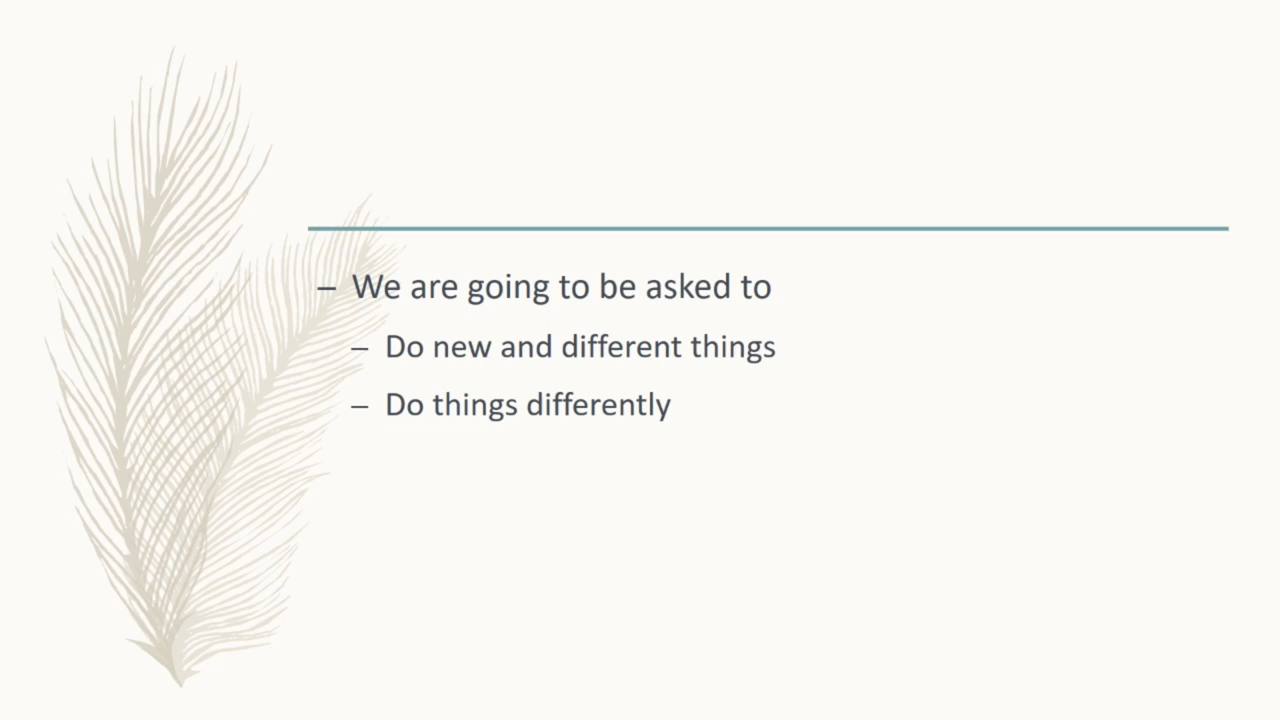 – We are going to be asked to
– Do new and different things
– Do things differently